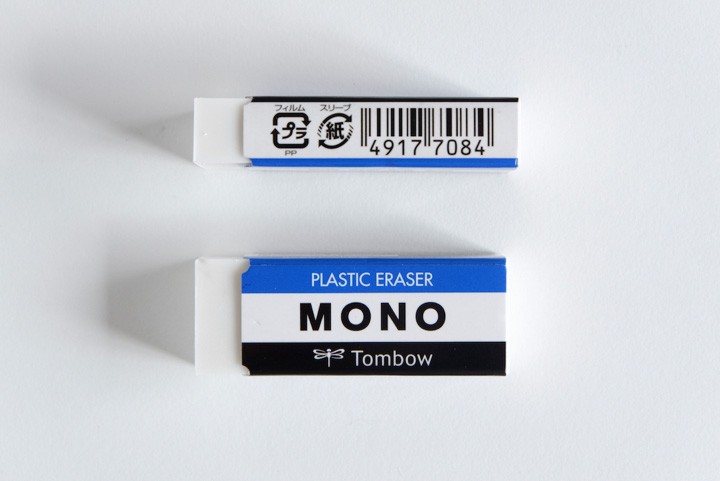 フィルム スリーブ
プラ 紙
PP
4917 7084
PLASTIC ERASER
MONO
Tombow